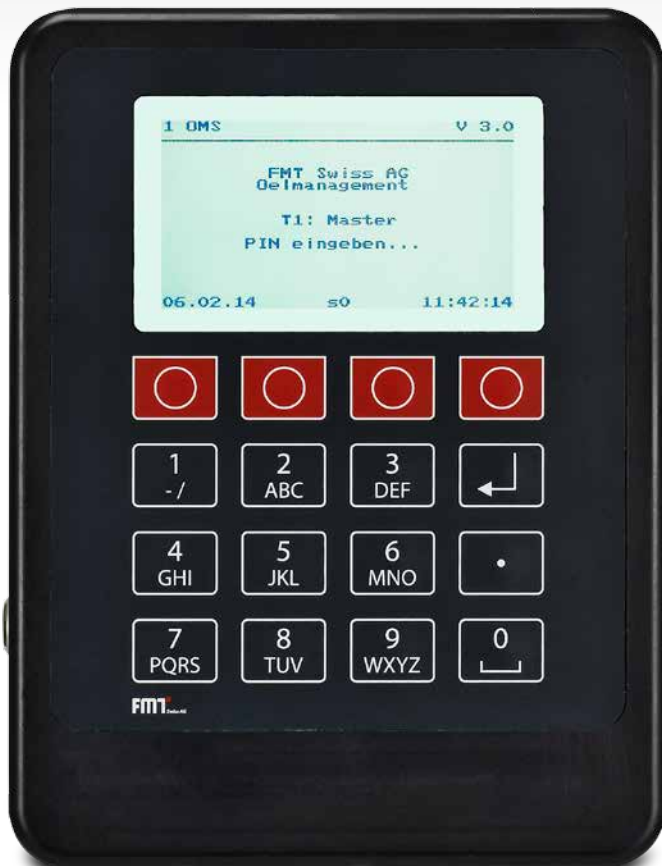 1 OMS V 3.0
FMT Swiss AG
Oelmanagement
T1: Master
PIN eingeben...
06.02.14 s0 11:42:14
1 2 3
- / ABC DEF
4 5 6 .
GHI JKL MNO
7 8 9 0
PQRS TUV WXYZ
FMT Swiss AG